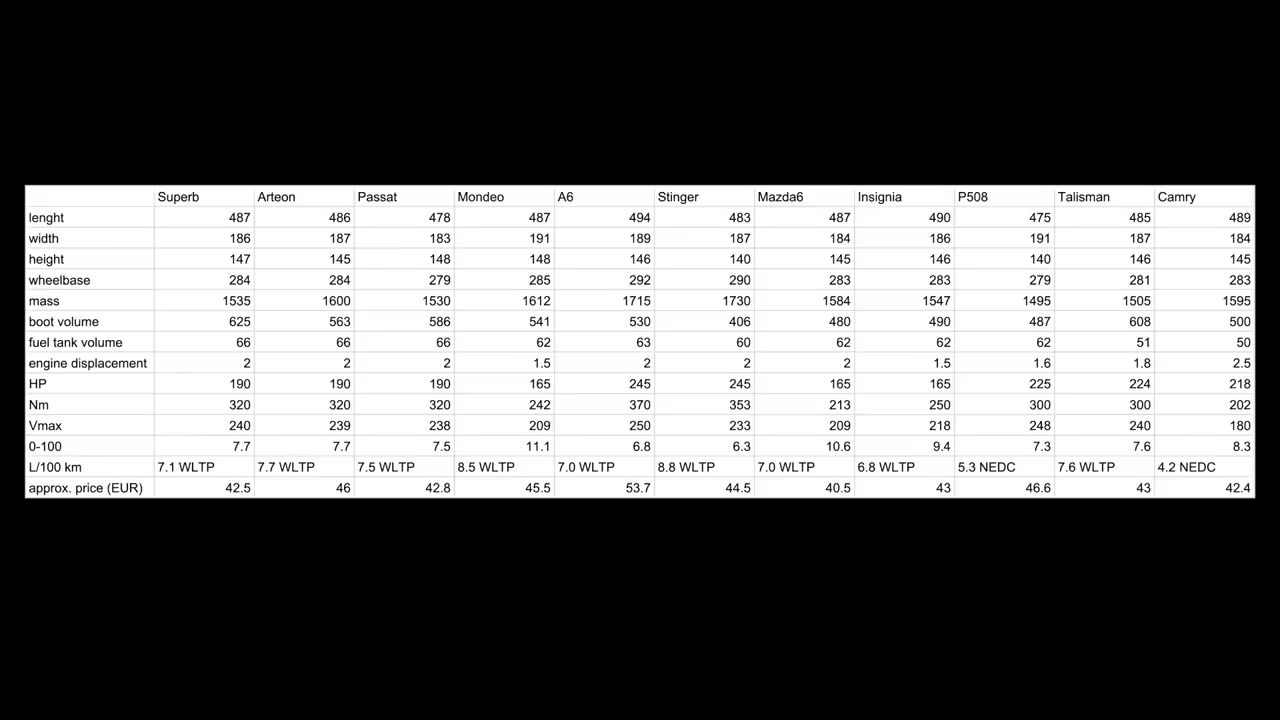 Superb Arteon Passat Mondeo A6 Stinger Mazda6 Insignia P508 Talisman Camry
lenght 487 486 478 487 494 483 487 490 475 485 489
width 186 187 183 191 189 187 184 186 191 187 184
height 147 145 148 148 146 140 145 146 140 146 145
wheelbase 284 284 279 285 292 290 283 283 279 281 283
mass 1535 1600 1530 1612 1715 1730 1584 1547 1495 1505 1595
boot volume 625 563 586 541 530 406 480 490 487 608 500
fuel tank volume 66 66 66 62 63 60 62 62 62 51 50
engine displacement 2 2 2 1.5 2 2 2 1.5 1.6 1.8 2.5
HP 190 190 190 165 245 245 165 165 225 224 218
Nm 320 320 320 242 370 353 213 250 300 300 202
Vmax 240 239 238 209 250 233 209 218 248 240 180
0-100 7.7 7.7 7.5 11.1 6.8 6.3 10.6 9.4 7.3 7.6 8.3
L/100 km 7.1 WLTP 7.7 WLTP 7.5 WLTP 8.5 WLTP 7.0 WLTP 8.8 WLTP 7.0 WLTP 6.8 WLTP 5.3 NEDC 7.6 WLTP 4.2 NEDC
approx. price (EUR) 42.5 46 42.8 45.5 53.7 44.5 40.5 43 46.6 43 42.4